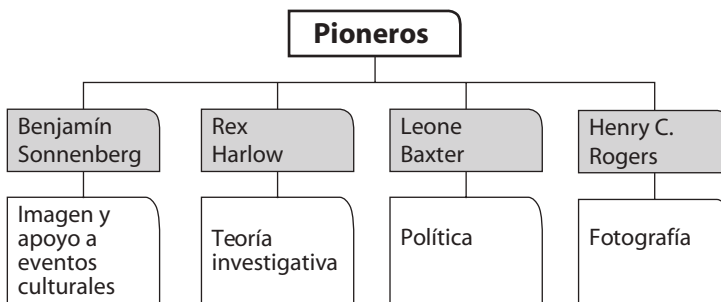 Pioneros
Benjamín
Sonnenberg
Rex
Harlow
Leone
Baxter
Henry C.
Rogers
Imagen y
apoyo a
eventos
culturales
Teoría
investigativa
Política
Fotografía